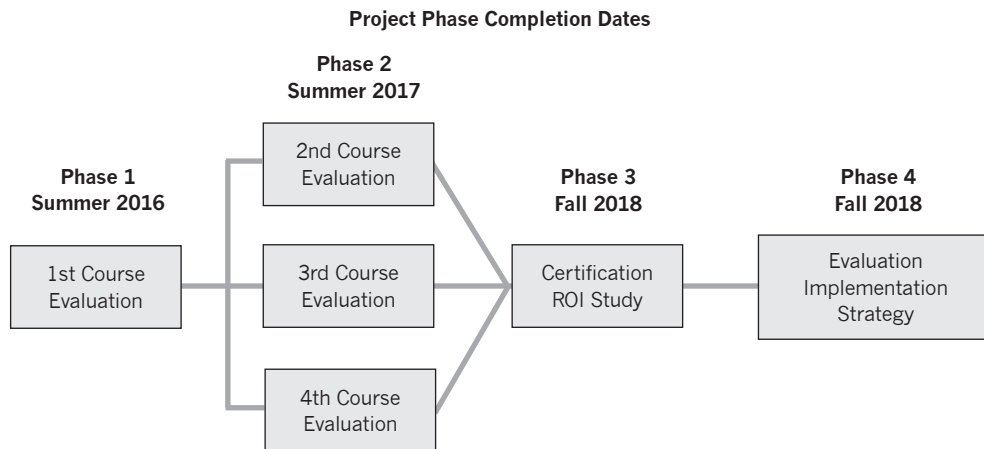 Project Phase Completion Dates
Phase 2
Summer 2017
2nd Course
Evaluation
Phase 1
Summer 2016
1st Course
Evaluation
3rd Course
Evaluation
4th Course
Evaluation
Phase 3
Fall 2018
Certification
ROI Study
Phase 4
Fall 2018
Evaluation
Implementation
Strategy